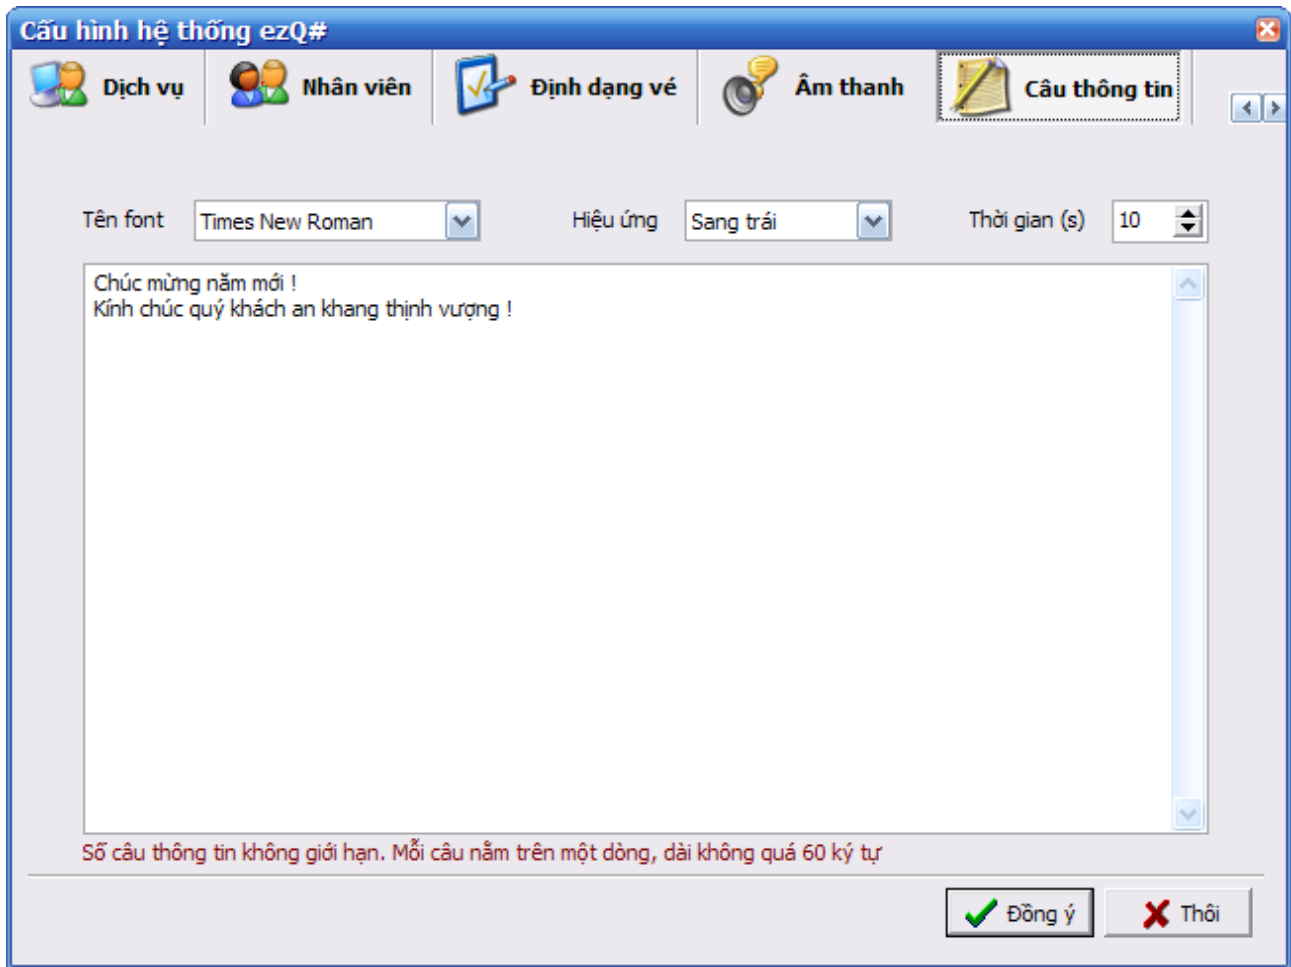 Cấu hình hệ thống ezQ#
Dịch vụ Nhân viên Định dạng vé Âm thanh Câu thông tin
Tên font Times New Roman Hiệu ứng Sang trái Thời gian (s) 10
Chúc mừng năm mới !
Kính chúc quý khách an khang thịnh vượng !
Số câu thông tin không giới hạn. Mỗi câu nằm trên một dòng, dài không quá 60 ký tự
Đồng ý Thôi